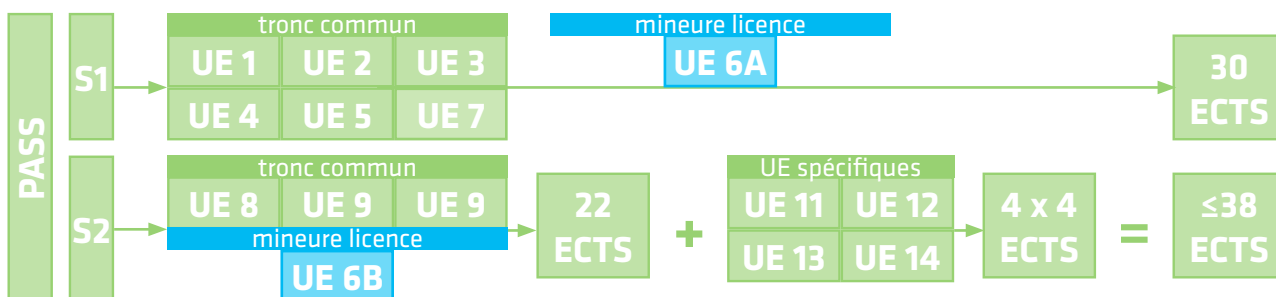 PASS
S1
tronc commun
UE 1 UE 2 UE 3
UE 4 UE 5 UE 7
mineure licence
UE 6A
30
ECTS
S2
tronc commun
UE 8 UE 9 UE 9
mineure licence
UE 6B
22
ECTS
+
UE spécifiques
UE 11 UE 12
UE 13 UE 14
4 x 4
ECTS
=
≤38
ECTS